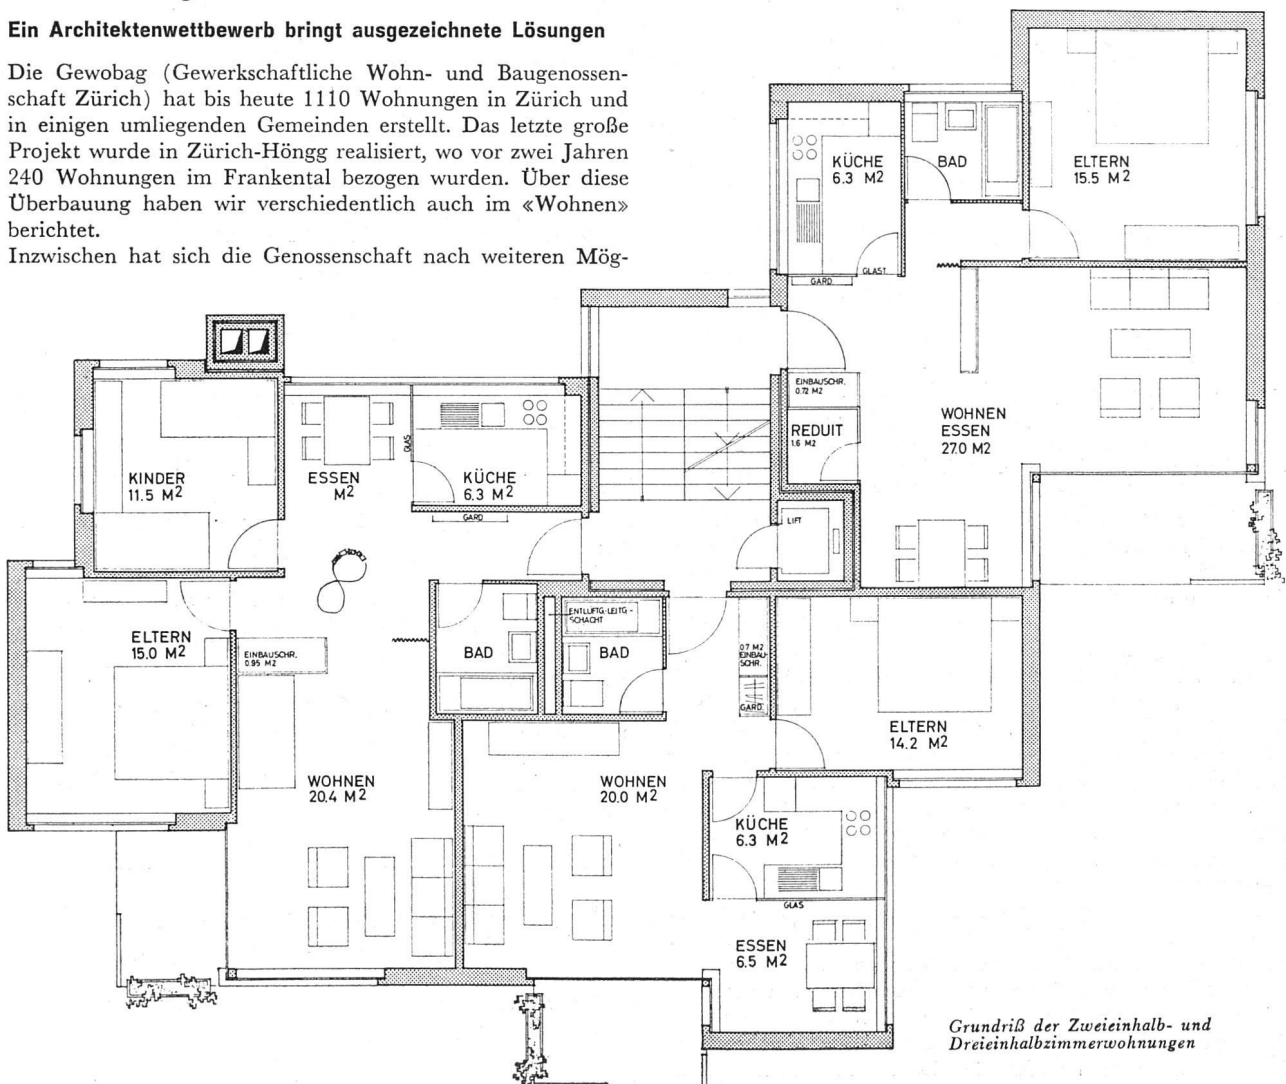 Ein Architektenwettbewerb bringt ausgezeichnete Lösungen
Die Gewobag (Gewerkschaftliche Wohn- und Baugenossen-
schaft Zürich) hat bis heute 1110 Wohnungen in Zürich und
in einigen umliegenden Gemeinden erstellt. Das letzte große
Projekt wurde in Zürich-Höngg realisiert, wo vor zwei Jahren
240 Wohnungen im Frankental bezogen wurden. Über diese
Überbauung haben wir verschiedentlich auch im «Wohnen»
berichtet.
Inzwischen hat sich die Genossenschaft nach weiteren Mög-
KÜCHE
6.3 M2
BAD
ELTERN
15.5 M2
GARD
GLAST.
EINBAUSCHR.
0.72 M2
REDUIT
1.6 M2
WOHNEN
ESSEN
27.0 M2
LIFT
KINDER
11.5 M2
ESSEN
M2
GLAS
KÜCHE
6.3 M2
GARD
ELTERN
15.0 M2
EINBAUSCHR.
0.95 M2
BAD
ENTLUFTG.-LEITG.-
SCHACHT
BAD
0.7 M2
EINBAU-
SCHR.
GARD.
ELTERN
14.2 M2
WOHNEN
20.4 M2
WOHNEN
20.0 M2
KÜCHE
6.3 M2
GLAS
ESSEN
6.5 M2
Grundriß der Zweieinhalb- und
Dreieinhalbzimmerwohnungen